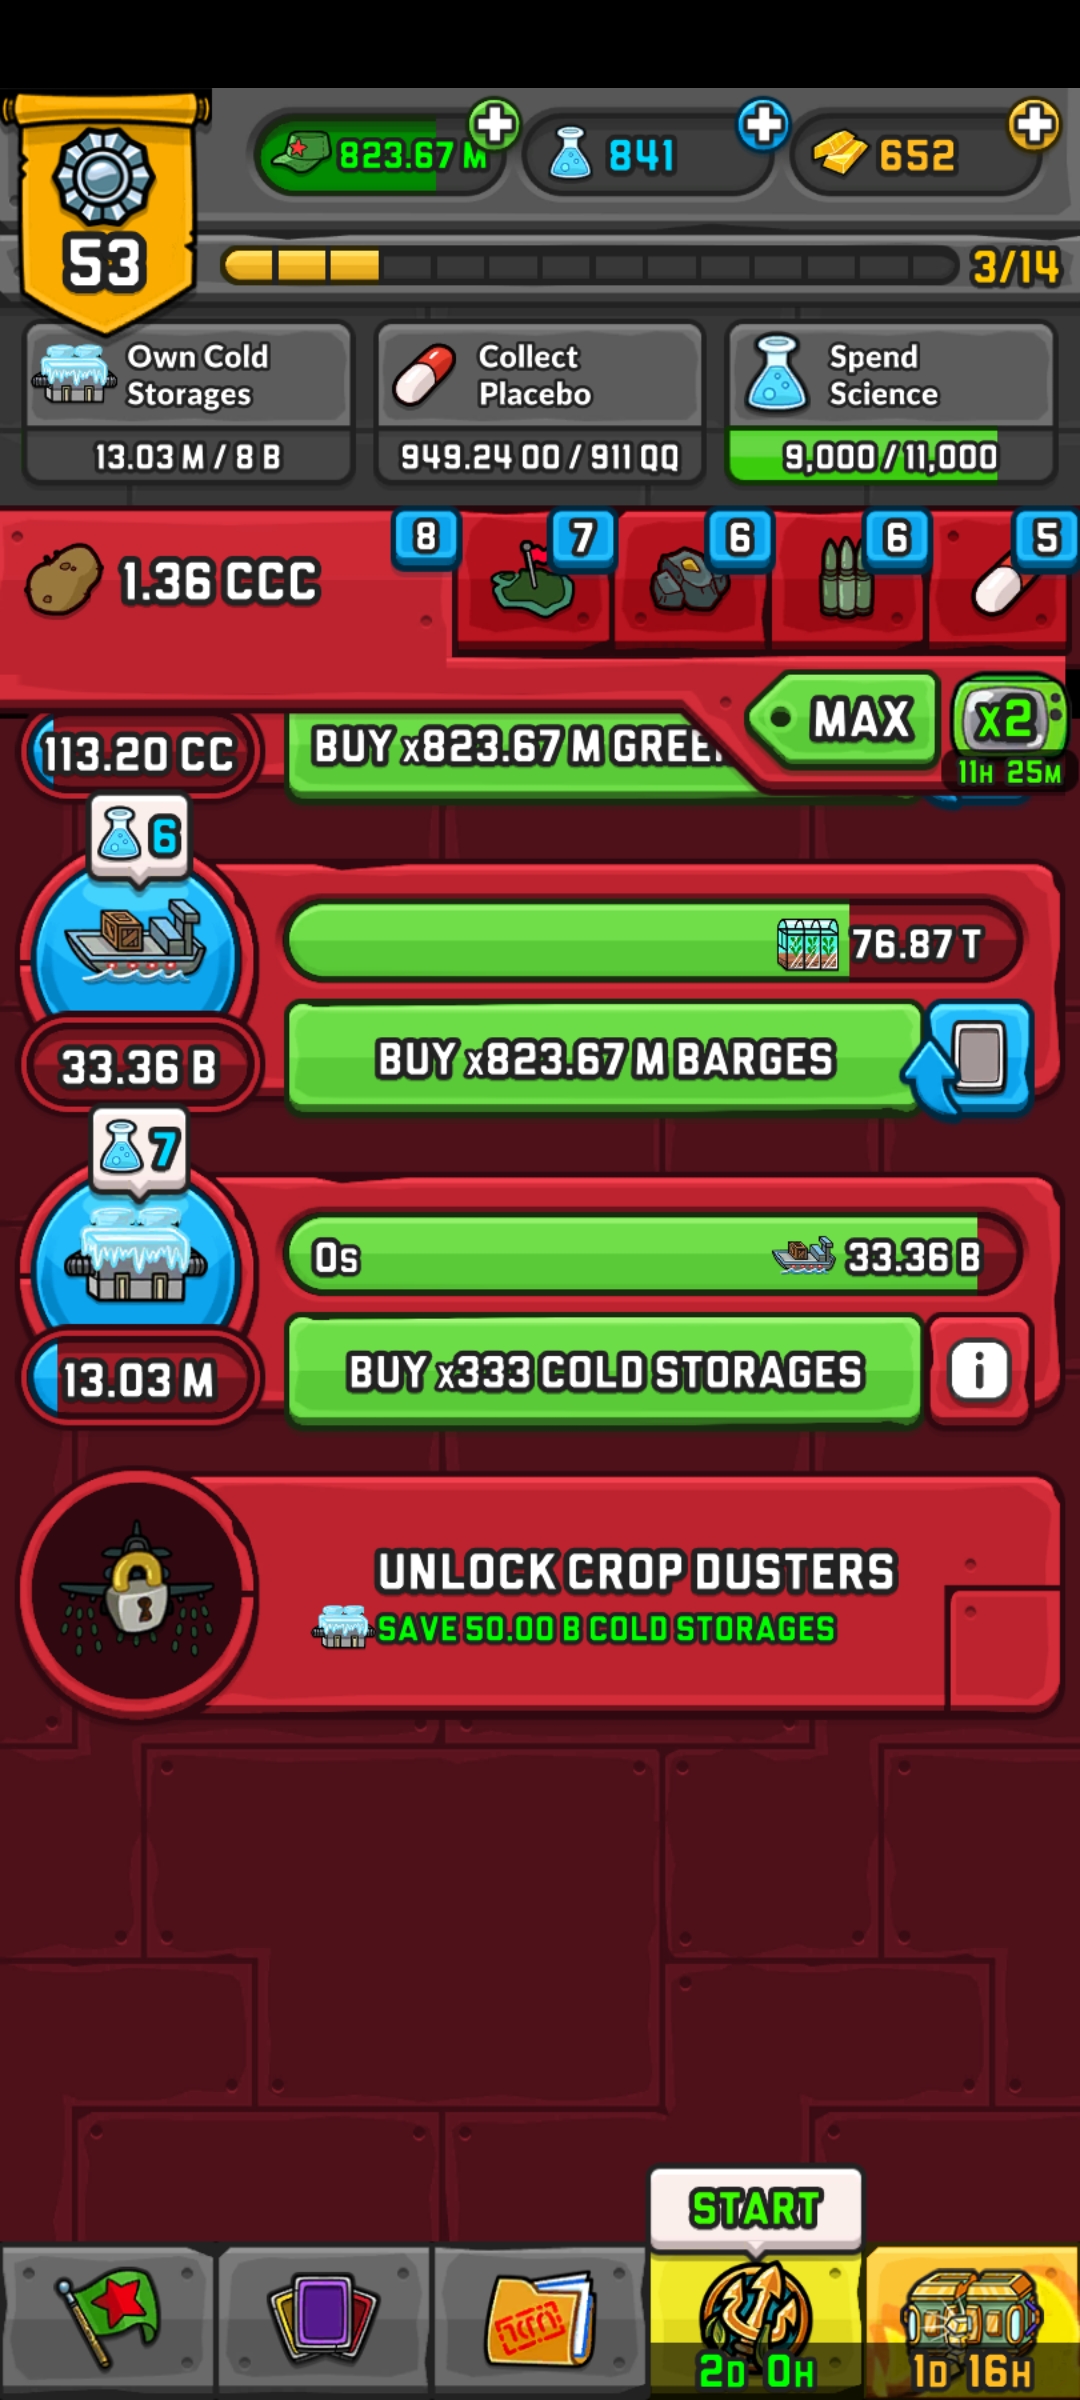 53
823.67 M
841
652
3/14
Own Cold
Storages
13.03 M / 8 B
Collect
Placebo
949.24 OO / 911 QQ
Spend
Science
9,000 / 11,000
1.36 CCC
8
7
6
6
5
MAX
x2
11H 25M
113.20 CC
BUY x823.67 M
6
76.87 T
33.36 B
BUY x823.67 M BARGES
7
0s
33.36 B
13.03 M
BUY x333 COLD STORAGES
i
UNLOCK CROP DUSTERS
SAVE 50.00 B COLD STORAGES
START
2D 0H
1D 16H